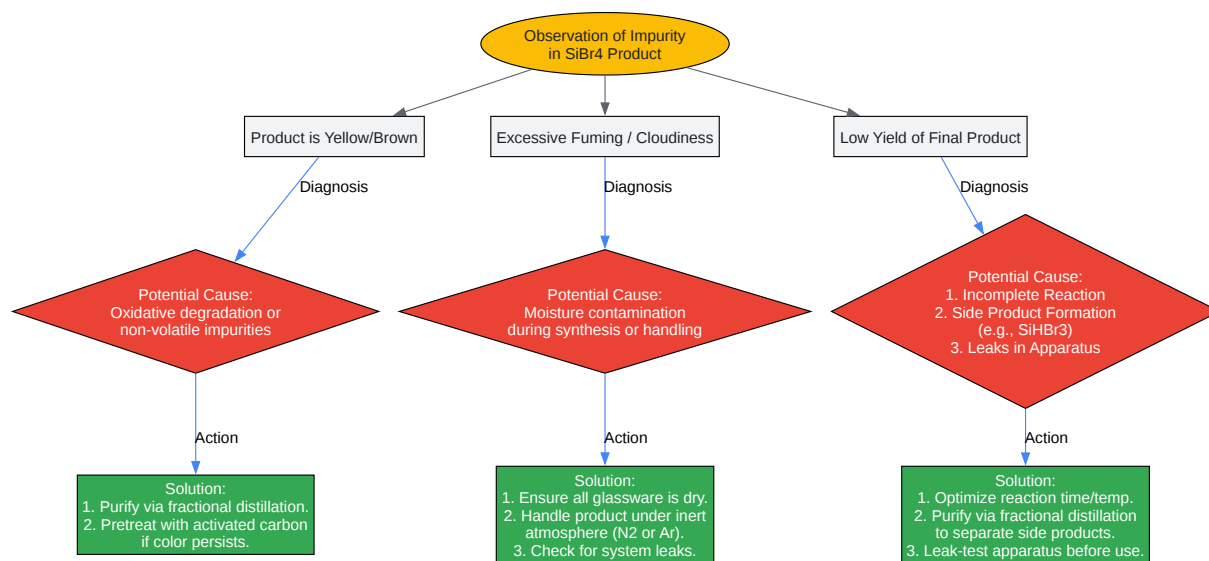 Observation of Impurity
in SiBr4 Product
Product is Yellow/Brown
Excessive Fuming / Cloudiness
Low Yield of Final Product
Diagnosis
Diagnosis
Diagnosis
Potential Cause:
Oxidative degradation or
non-volatile impurities
Potential Cause:
Moisture contamination
during synthesis or handling
Potential Cause:
1. Incomplete Reaction
2. Side Product Formation
(e.g., SiHBr3)
3. Leaks in Apparatus
Action
Action
Action
Solution:
1. Purify via fractional distillation.
2. Pretreat with activated carbon
if color persists.
Solution:
1. Ensure all glassware is dry.
2. Handle product under inert
atmosphere (N2 or Ar).
3. Check for system leaks.
Solution:
1. Optimize reaction time/temp.
2. Purify via fractional distillation
to separate side products.
3. Leak-test apparatus before use.